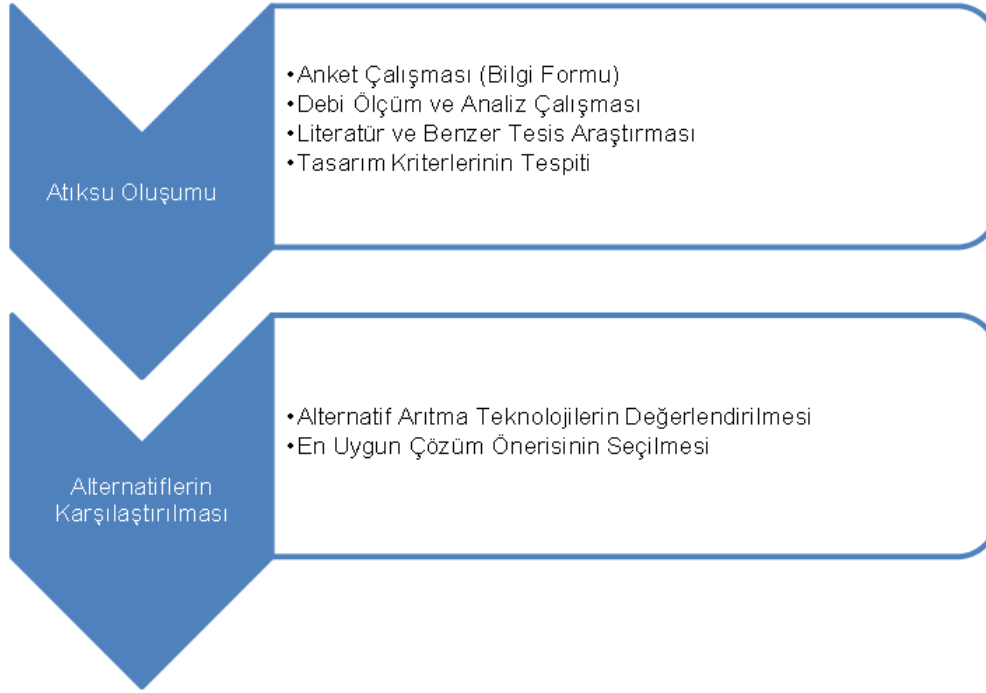 Atıksu Oluşumu
•Anket Çalışması (Bilgi Formu)
•Debi Ölçüm ve Analiz Çalışması
•Literatür ve Benzer Tesis Araştırması
•Tasarım Kriterlerinin Tespiti
Alternatiflerin
Karşılaştırılması
•Alternatif Arıtma Teknolojilerin Değerlendirilmesi
•En Uygun Çözüm Önerisinin Seçilmesi